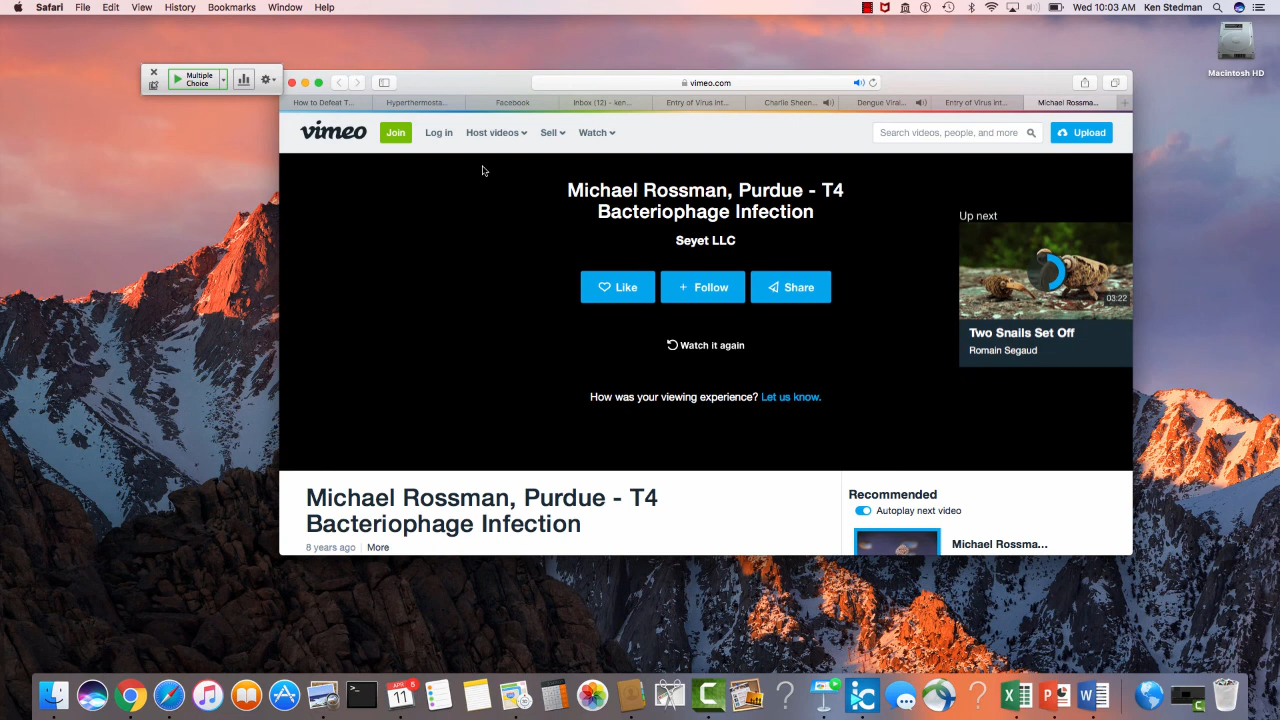 Safari File Edit View History Bookmarks Window Help Wed 10:03 AM Ken Stedman
Macintosh HD
Multiple
Choice
vimeo.com
How to Defeat T... Hyperthermosta... Facebook Inbox (12) - ken... Entry of Virus Int... Charlie Sheen... Dengue Viral... Entry of Virus Int... Michael Rossma...
vimeo Join Log in Host videos Sell Watch Search videos, people, and more Upload
Michael Rossman, Purdue - T4
Bacteriophage Infection
Seyet LLC
Like + Follow Share
Watch it again
How was your viewing experience? Let us know.
Up next
03:22
Two Snails Set Off
Romain Segaud
Michael Rossman, Purdue - T4
Bacteriophage Infection
8 years ago More
Recommended
Autoplay next video
Michael Rossma...
APR 5
11